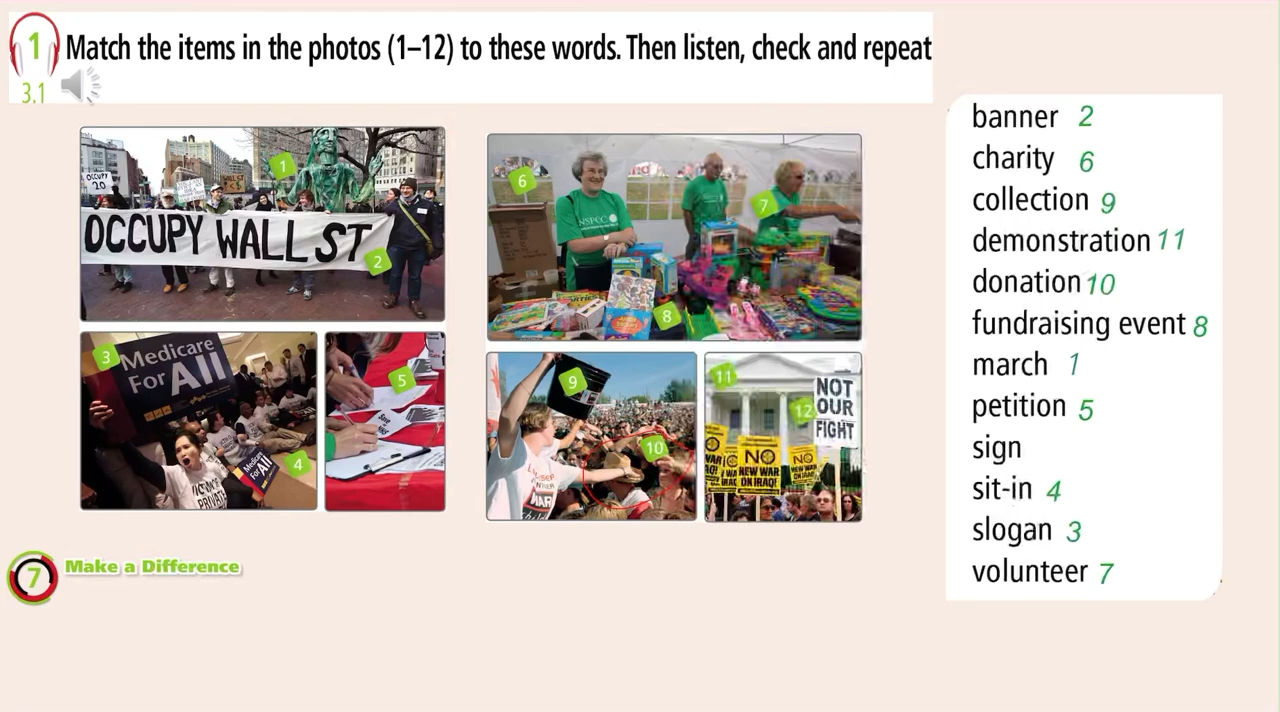 1 Match the items in the photos (1–12) to these words. Then listen, check and repeat
3.1
1
OCCUPY
20
OCCUPY WALL ST
2
3
Medicare
For All
4
Medicare
For All
5
6
NSPCC
7
8
9
10
11
12
NOT
OUR
FIGHT
NO
NEW WAR
ON IRAQ!
banner 2
charity 6
collection 9
demonstration 11
donation 10
fundraising event 8
march 1
petition 5
sign
sit-in 4
slogan 3
volunteer 7
7 Make a Difference